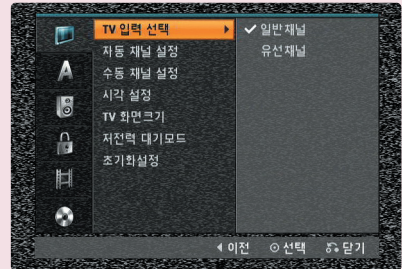 TV 입력 선택
일반채널
자동 채널 설정
유선채널
수동 채널 설정
시각 설정
TV 화면크기
저전력 대기모드
초기화설정
A
이전 선택 닫기